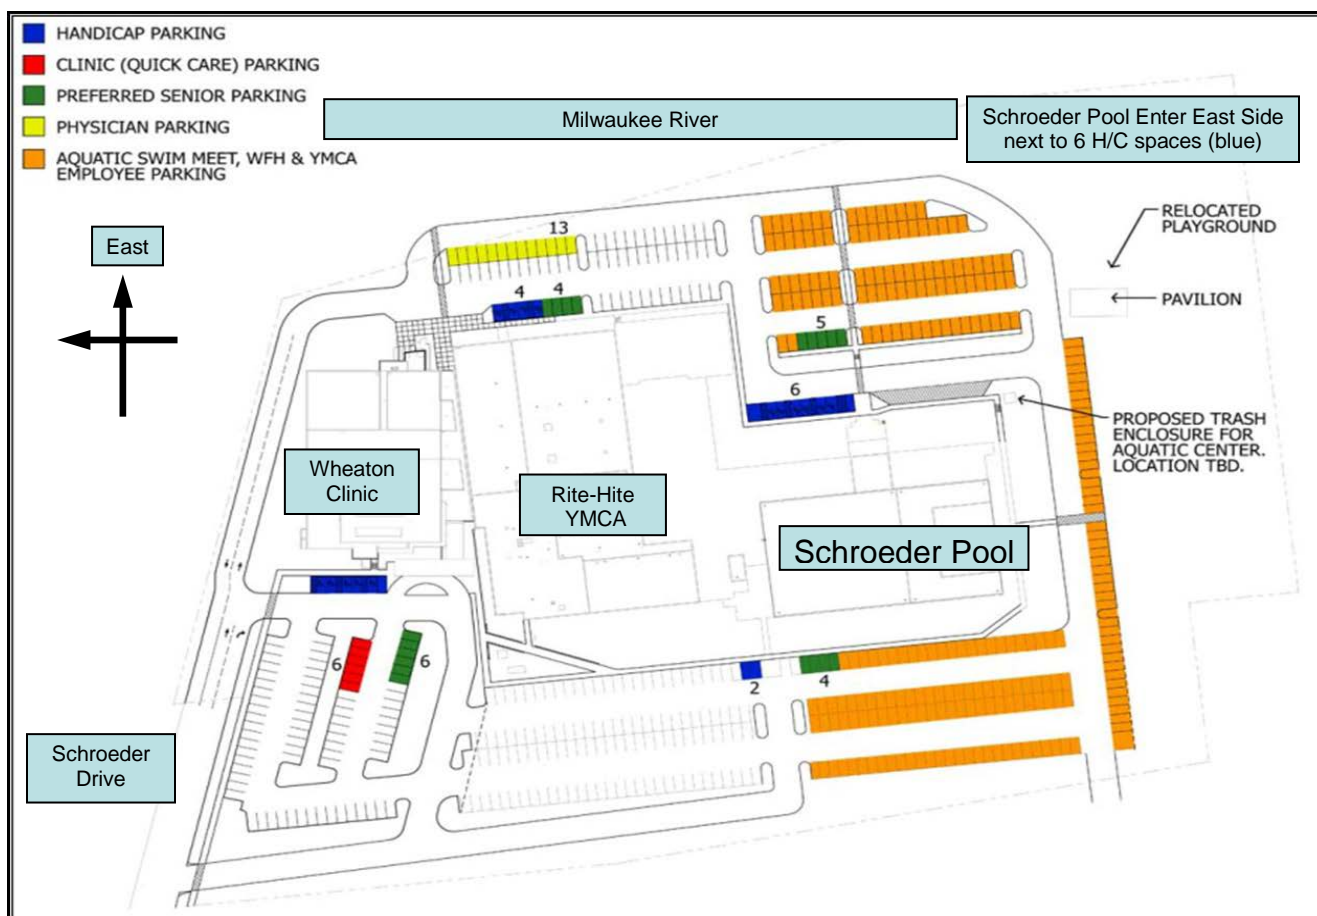 HANDICAP PARKING
CLINIC (QUICK CARE) PARKING
PREFERRED SENIOR PARKING
PHYSICIAN PARKING
AQUATIC SWIM MEET, WFH & YMCA
EMPLOYEE PARKING
Milwaukee River
Schroeder Pool Enter East Side
next to 6 H/C spaces (blue)
East
RELOCATED
PLAYGROUND
PAVILION
13
4
4
5
6
PROPOSED TRASH
ENCLOSURE FOR
AQUATIC CENTER.
LOCATION TBD.
Wheaton
Clinic
Rite-Hite
YMCA
Schroeder Pool
6
6
2
4
Schroeder
Drive